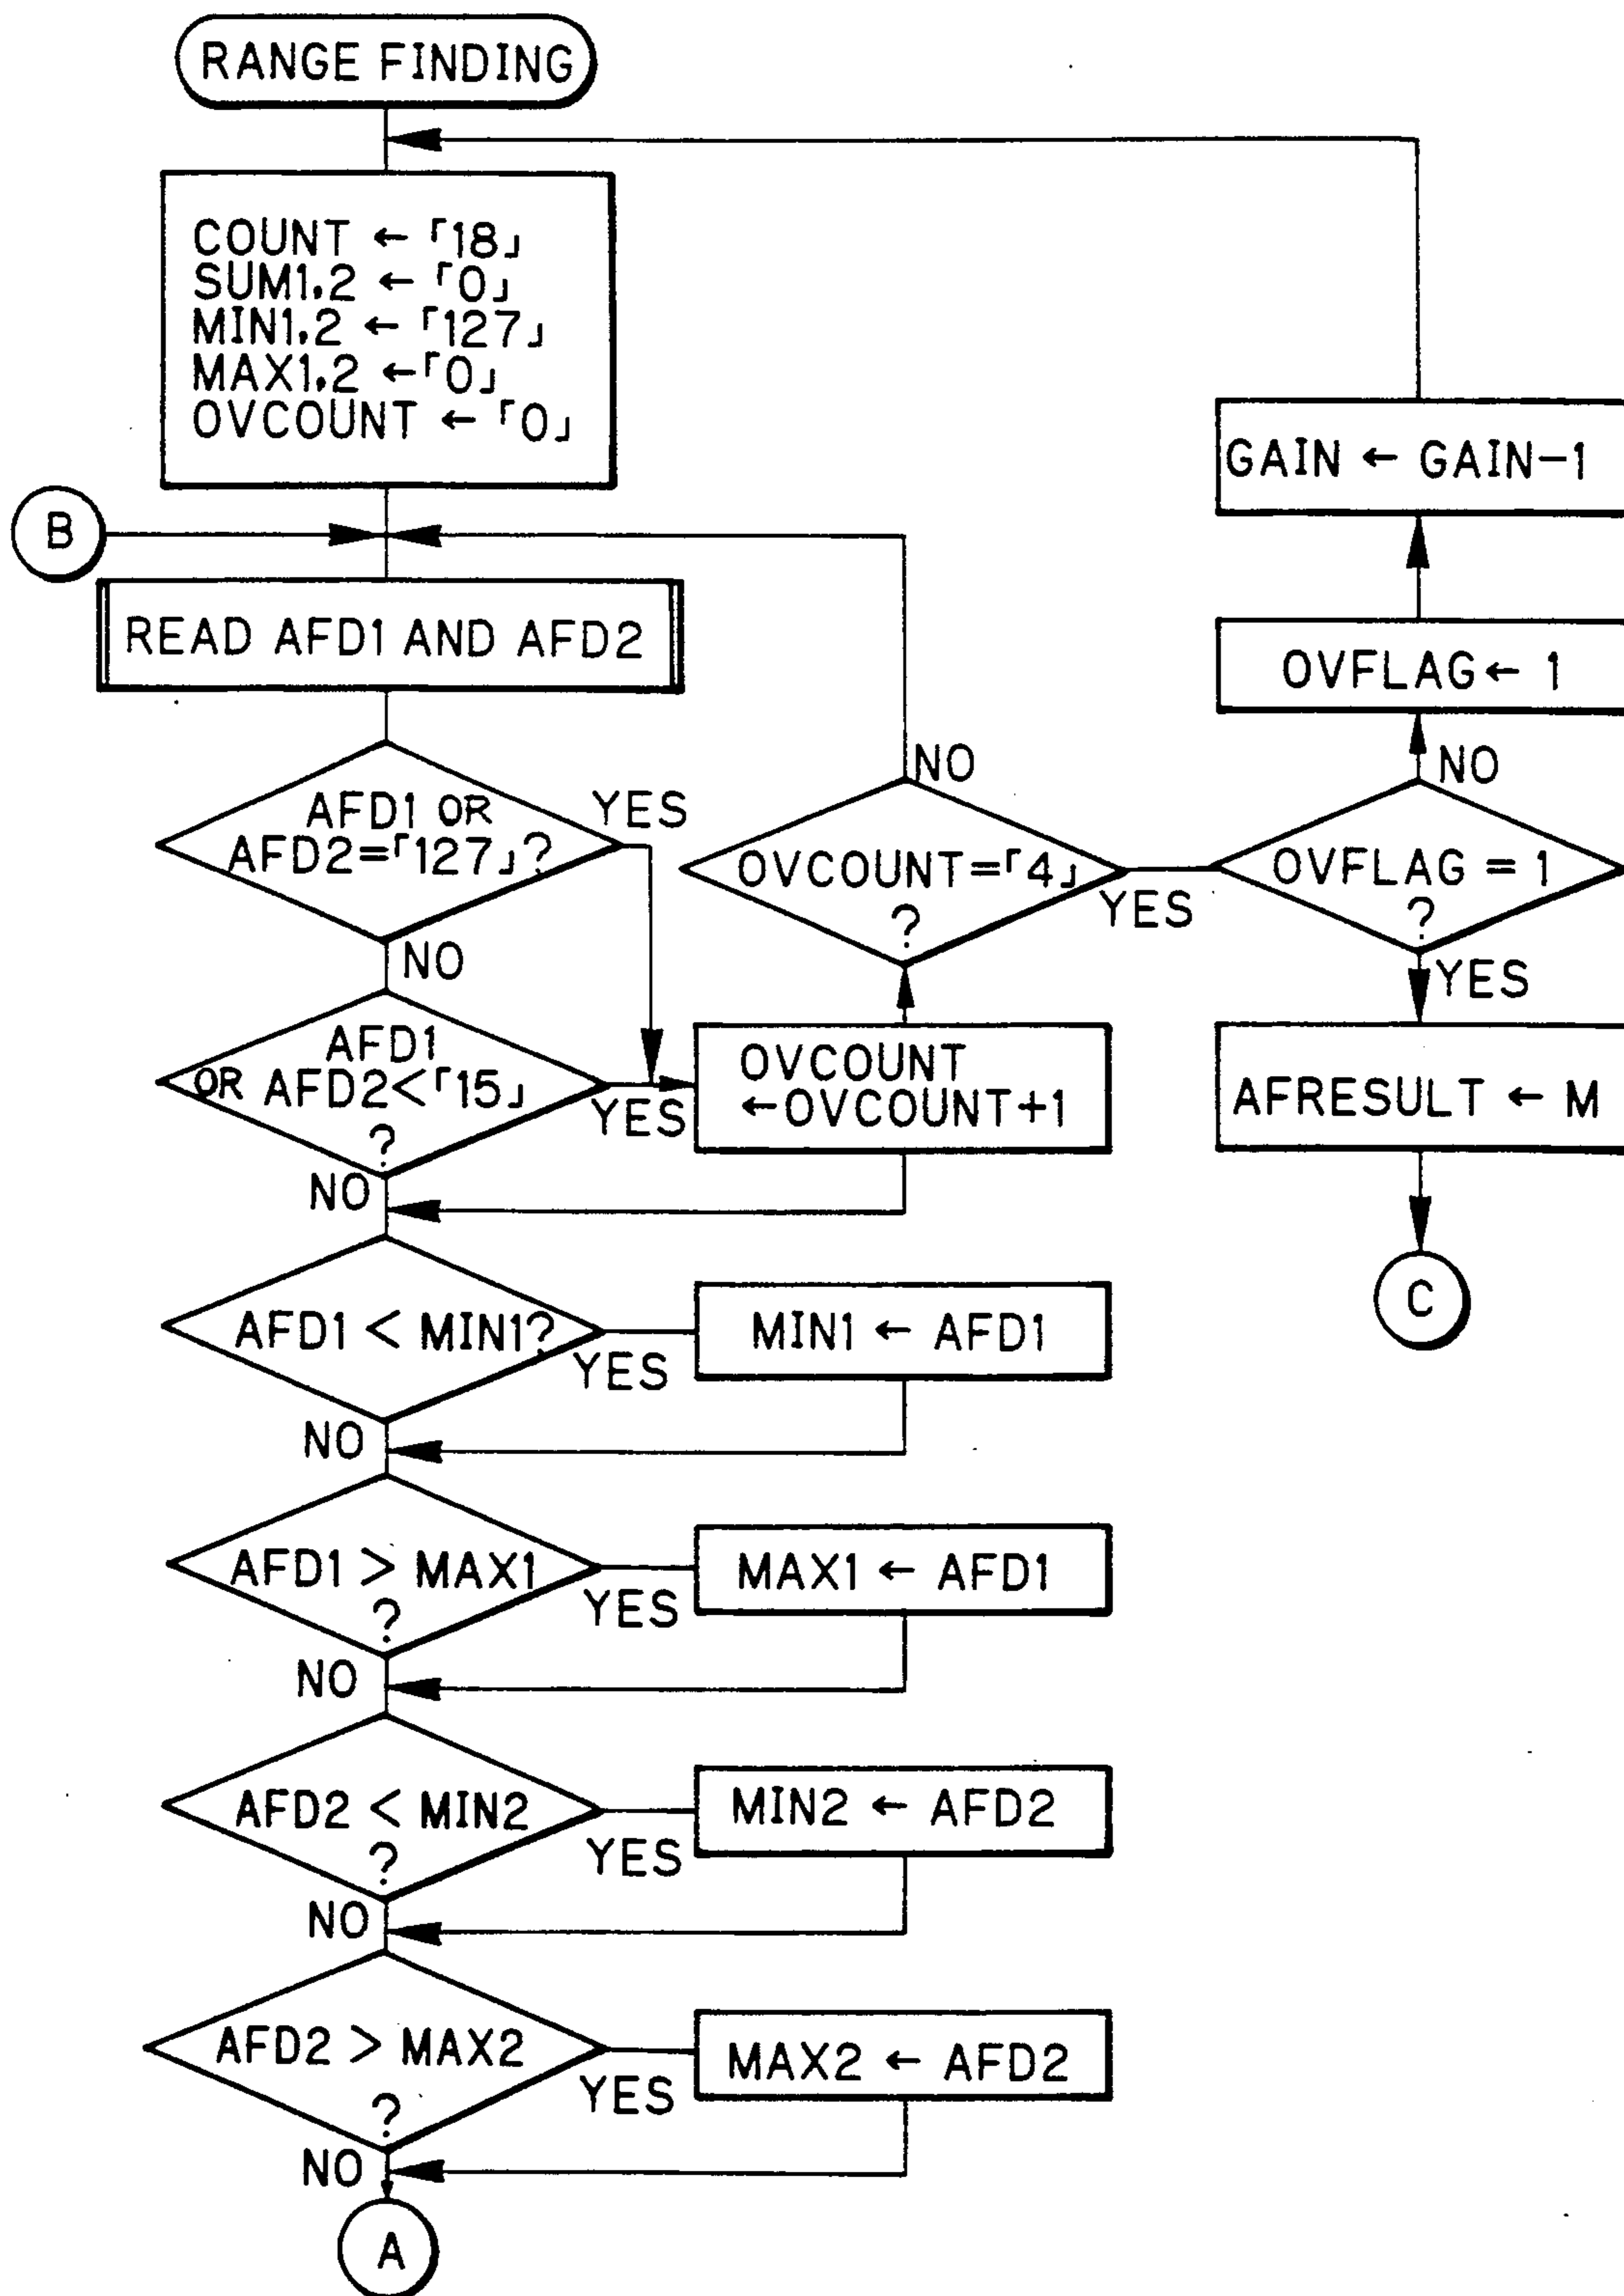 RANGE FINDING
COUNT ← 「18」
SUM1.2 ← 「0」
MIN1.2 ← 「127」
MAX1.2 ←「0」
OVCOUNT ← 「0」
B
READ AFD1 AND AFD2
AFD1 OR
AFD2=「127」?
YES
NO
AFD1
OR AFD2<「15」
?
YES
NO
OVCOUNT
←OVCOUNT+1
OVCOUNT=「4」
?
NO
YES
OVFLAG = 1
?
NO
YES
OVFLAG← 1
GAIN ← GAIN-1
AFRESULT ← M
C
AFD1 < MIN1?
YES
NO
MIN1 ← AFD1
AFD1 > MAX1
?
YES
NO
MAX1 ← AFD1
AFD2 < MIN2
?
YES
NO
MIN2 ← AFD2
AFD2 > MAX2
?
YES
NO
MAX2 ← AFD2
A